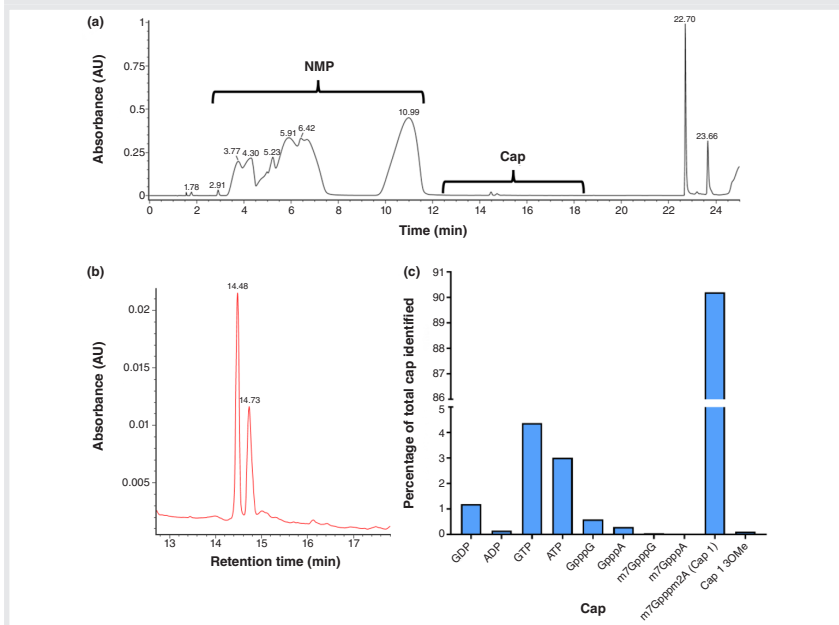 (a)
Absorbance (AU)
1
0.75
0.5
0.25
0
NMP
Cap
1.78
2.91
3.77
4.30
5.23
5.91
6.42
10.99
22.70
23.66
0 2 4 6 8 10 12 14 16 18 20 22 24
Time (min)
(b)
Absorbance (AU)
0.02
0.015
0.01
0.005
14.48
14.73
13 14 15 16 17
Retention time (min)
(c)
Percentage of total cap identified
91
90
89
88
87
86
5
4
3
2
1
0
GDP
ADP
GTP
ATP
GpppG
GpppA
m7GpppG
m7GpppA
m7Gpppm2A (Cap 1)
Cap 1 3OMe
Cap